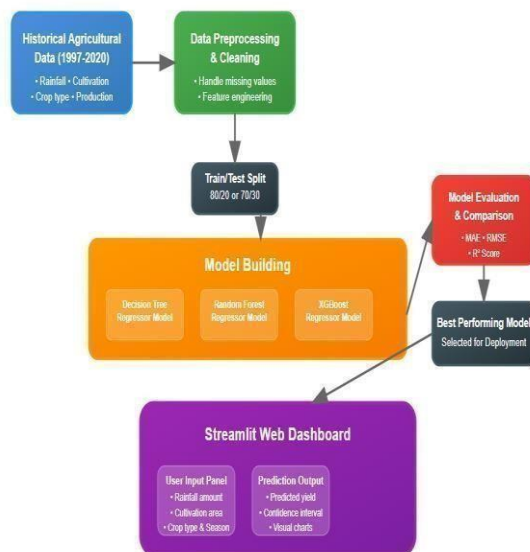 Historical Agricultural
Data (1997-2020)
• Rainfall • Cultivation
• Crop type • Production
Data Preprocessing
& Cleaning
• Handle missing values
• Feature engineering
Train/Test Split
80/20 or 70/30
Model Building
Decision Tree
Regressor Model
Random Forest
Regressor Model
XGBoost
Regressor Model
Model Evaluation
& Comparison
• MAE • RMSE
• R² Score
Best Performing Model
Selected for Deployment
Streamlit Web Dashboard
User Input Panel
• Rainfall amount
• Cultivation area
• Crop type & Season
Prediction Output
• Predicted yield
• Confidence interval
• Visual charts